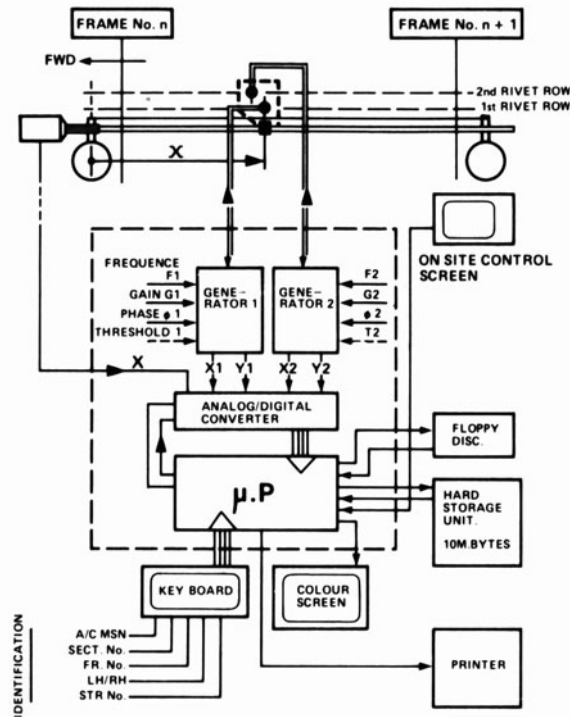 FRAME No. n
FRAME No. n + 1
FWD
2nd RIVET ROW
1st RIVET ROW
X
ON SITE CONTROL
SCREEN
FREQUENCE
F1
GAIN G1
PHASE φ 1
THRESHOLD 1
GENE-
RATOR 1
GENE-
RATOR 2
F2
G2
φ 2
T2
X
X1
Y1
X2
Y2
ANALOG/DIGITAL
CONVERTER
μ.P
FLOPPY
DISC.
HARD
STORAGE
UNIT.
10M.BYTES
KEY BOARD
COLOUR
SCREEN
PRINTER
IDENTIFICATION
A/C MSN
SECT. No.
FR. No.
LH/RH
STR No.